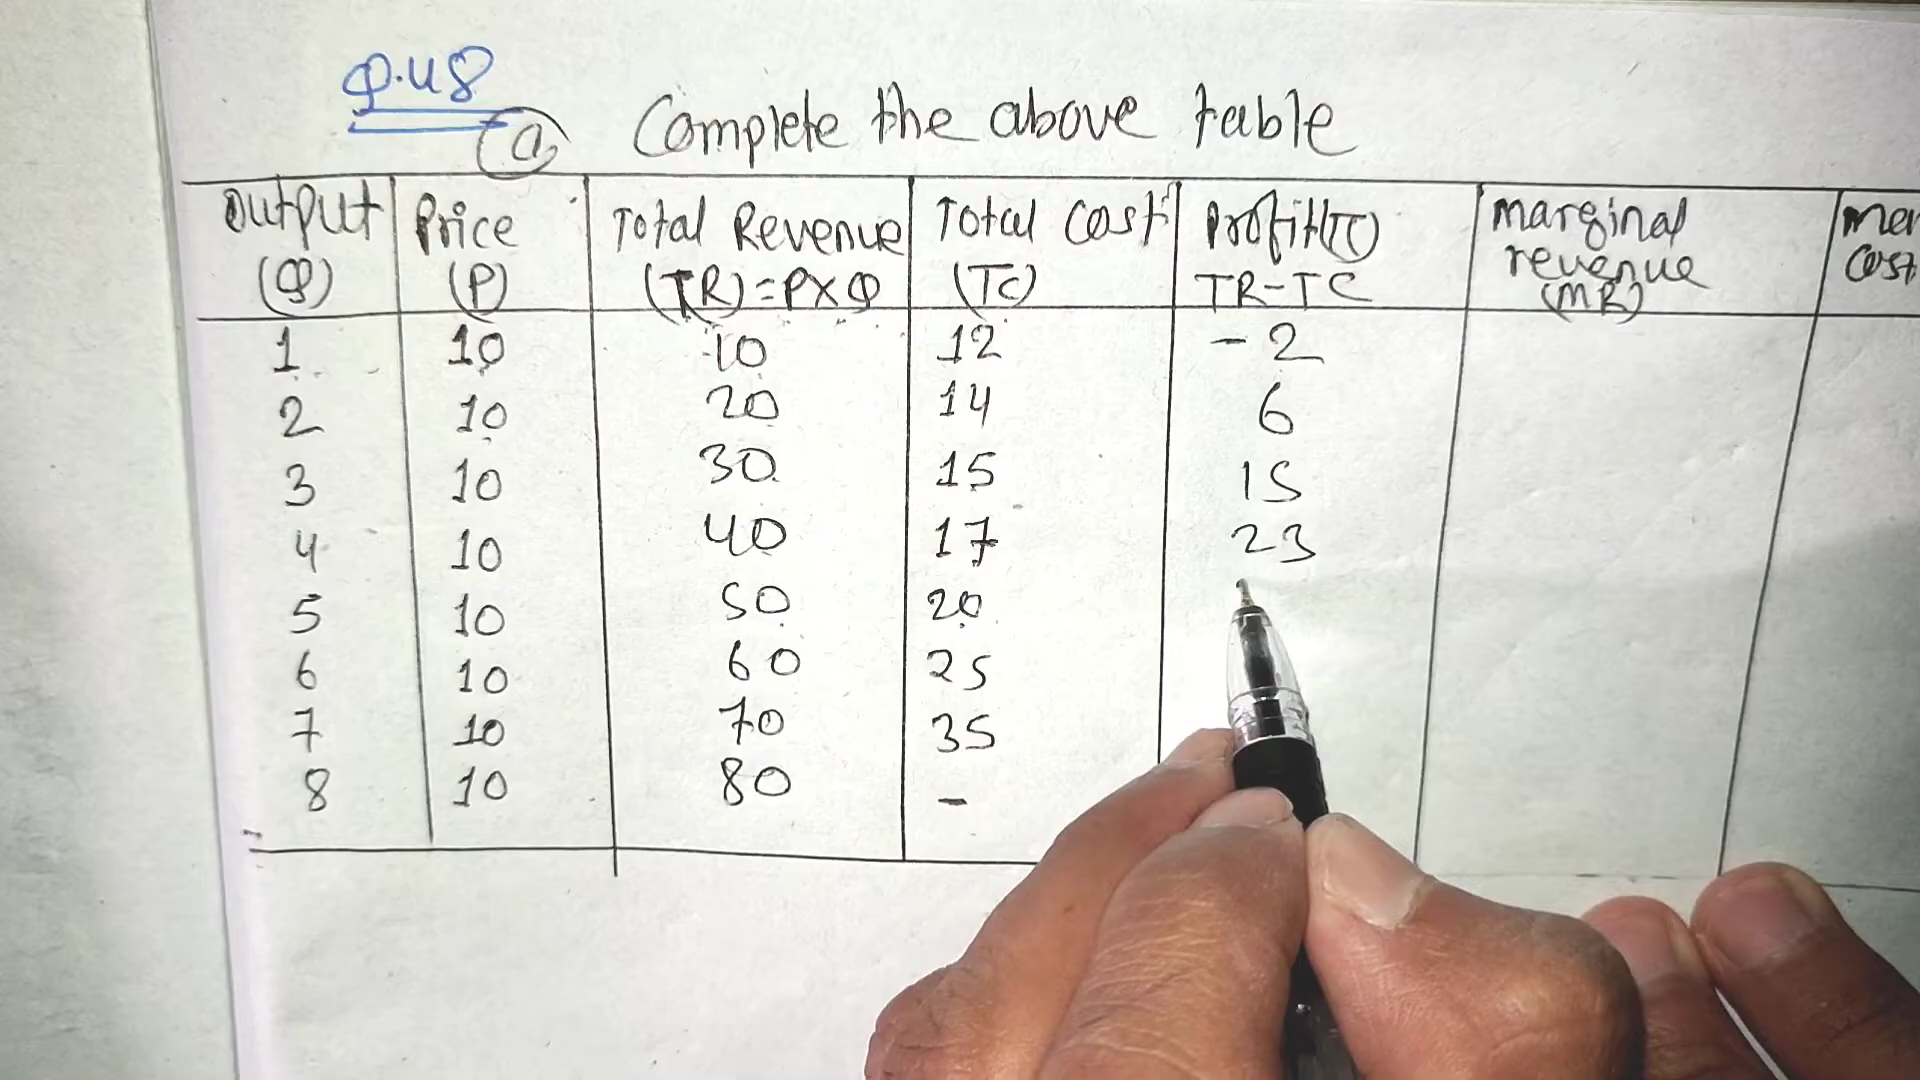 Q.48
(a) Complete the above table
Output (Q) | Price (P) | Total Revenue (TR)=P×Q | Total Cost (TC) | Profit(π) TR-TC | marginal revenue (MR) | cost
1 | 10 | 10 | 12 | -2
2 | 10 | 20 | 14 | 6
3 | 10 | 30 | 15 | 15
4 | 10 | 40 | 17 | 23
5 | 10 | 50 | 20
6 | 10 | 60 | 25
7 | 10 | 70 | 35
8 | 10 | 80 | -